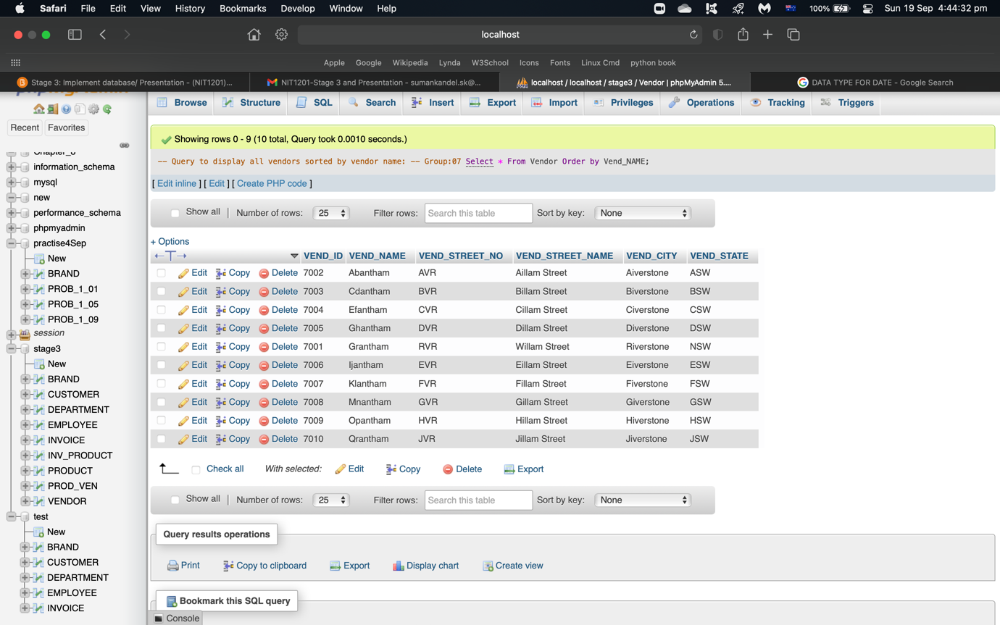 Safari File Edit View History Bookmarks Develop Window Help 100% Sun 19 Sep 4:44:32 pm
localhost
Apple Google Wikipedia Lynda W3School Icons Fonts Linux Cmd python book
Stage 3: Implement database/ Presentation - (NIT1201)... NIT1201-Stage 3 and Presentation - sumankandel.sk@... localhost / localhost / stage3 / Vendor | phpMyAdmin 5.... DATA TYPE FOR DATE - Google Search
Recent Favorites
Chapter_8
information_schema
mysql
new
performance_schema
phpmyadmin
practise4Sep
New
BRAND
PROB_1_01
PROB_1_05
PROB_1_09
session
stage3
New
BRAND
CUSTOMER
DEPARTMENT
EMPLOYEE
INVOICE
INV_PRODUCT
PRODUCT
PROD_VEN
VENDOR
test
New
BRAND
CUSTOMER
DEPARTMENT
EMPLOYEE
INVOICE
Browse Structure SQL Search Insert Export Import Privileges Operations Tracking Triggers
Showing rows 0 - 9 (10 total, Query took 0.0010 seconds.)
-- Query to display all vendors sorted by vendor name: -- Group:07 Select * From Vendor Order by Vend_NAME;
[ Edit inline ] [ Edit ] [ Create PHP code ]
Show all | Number of rows: 25 Filter rows: Search this table Sort by key: None
+ Options
←T→ VEND_ID VEND_NAME VEND_STREET_NO VEND_STREET_NAME VEND_CITY VEND_STATE
Edit Copy Delete 7002 Abantham AVR Aillam Street Aiverstone ASW
Edit Copy Delete 7003 Cdantham BVR Billam Street Biverstone BSW
Edit Copy Delete 7004 Efantham CVR Cillam Street Civerstone CSW
Edit Copy Delete 7005 Ghantham DVR Dillam Street Diverstone DSW
Edit Copy Delete 7001 Grantham RVR Willam Street Riverstone NSW
Edit Copy Delete 7006 Ijantham EVR Eillam Street Eiverstone ESW
Edit Copy Delete 7007 Klantham FVR Fillam Street Fiverstone FSW
Edit Copy Delete 7008 Mnantham GVR Gillam Street Giverstone GSW
Edit Copy Delete 7009 Opantham HVR Hillam Street Hiverstone HSW
Edit Copy Delete 7010 Qrantham JVR Jillam Street Jiverstone JSW
Check all With selected: Edit Copy Delete Export
Show all | Number of rows: 25 Filter rows: Search this table Sort by key: None
Query results operations
Print Copy to clipboard Export Display chart Create view
Bookmark this SQL query
Console